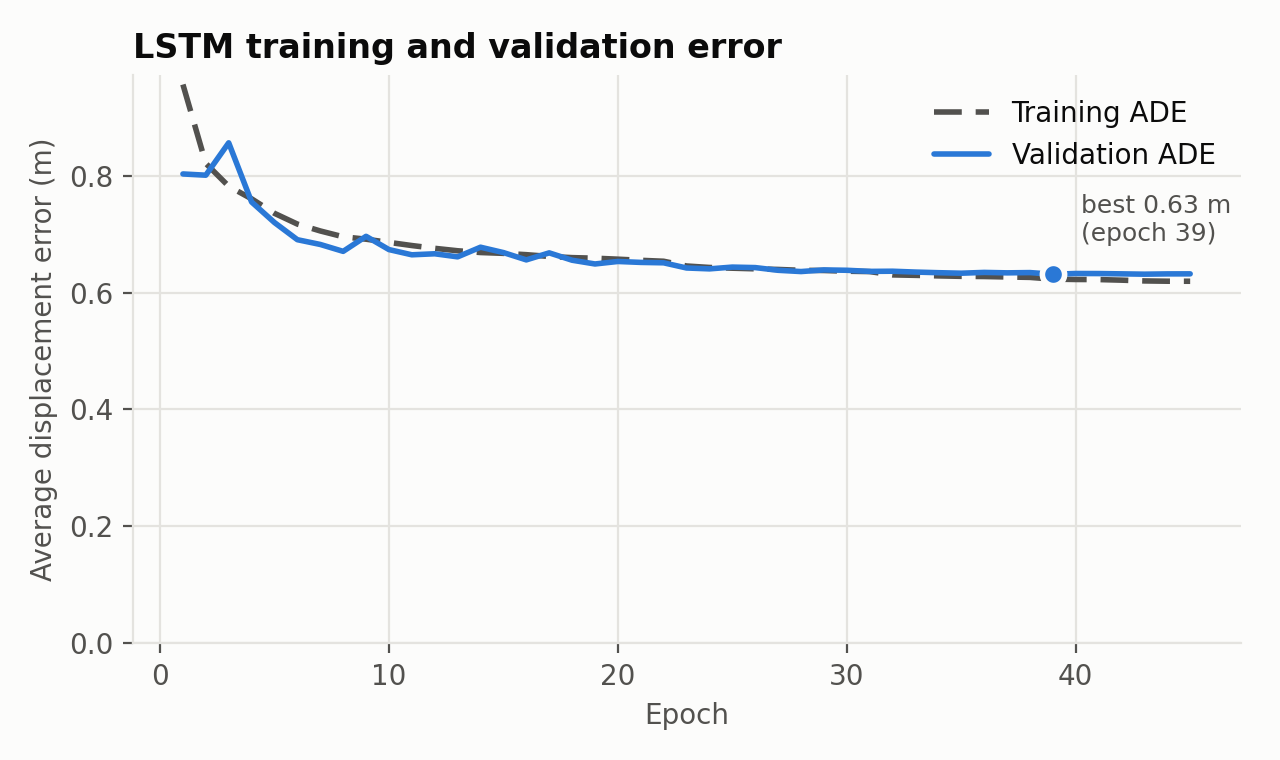 LSTM training and validation error
Training ADE
Validation ADE
best 0.63 m
(epoch 39)
Average displacement error (m)
0.8
0.6
0.4
0.2
0.0
0 10 20 30 40
Epoch